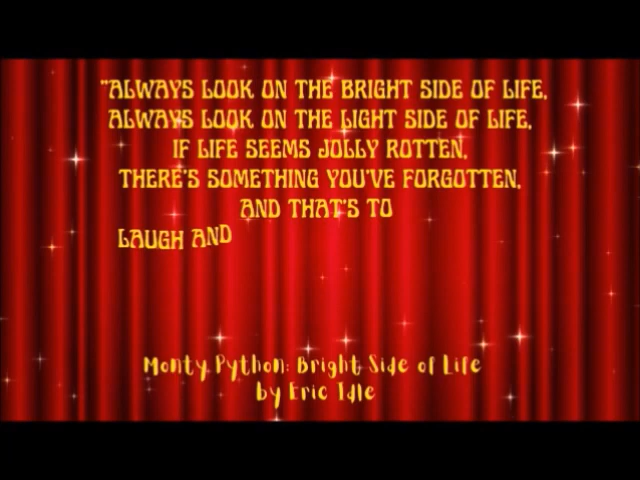 "ALWAYS LOOK ON THE BRIGHT SIDE OF LIFE,
ALWAYS LOOK ON THE LIGHT SIDE OF LIFE,
IF LIFE SEEMS JOLLY ROTTEN,
THERE'S SOMETHING YOU'VE FORGOTTEN,
AND THAT'S TO
LAUGH AND
Monty Python: Bright Side of Life
by Eric Idle